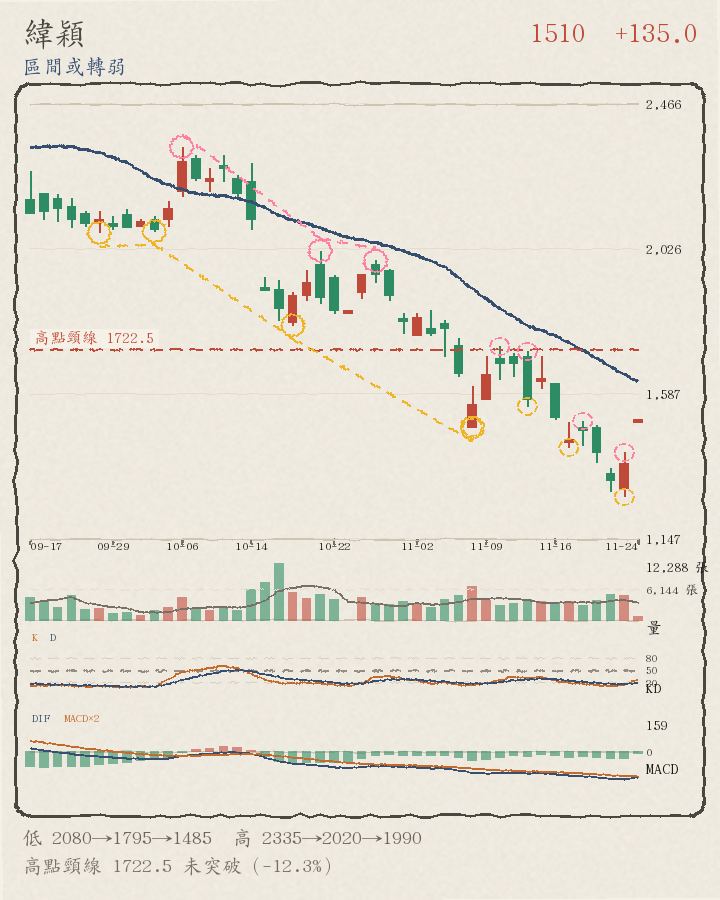 緯穎
1510 +135.0
區間或轉弱
2,466
2,026
高點頸線 1722.5
1,587
1,147
09-17 09-29 10-06 10-14 10-22 11-02 11-09 11-16 11-24
12,288 張
6,144 張
量
K D
80
50
20
KD
DIF MACD×2
159
0
MACD
低 2080→1795→1485 高 2335→2020→1990
高點頸線 1722.5 未突破 (-12.3%)